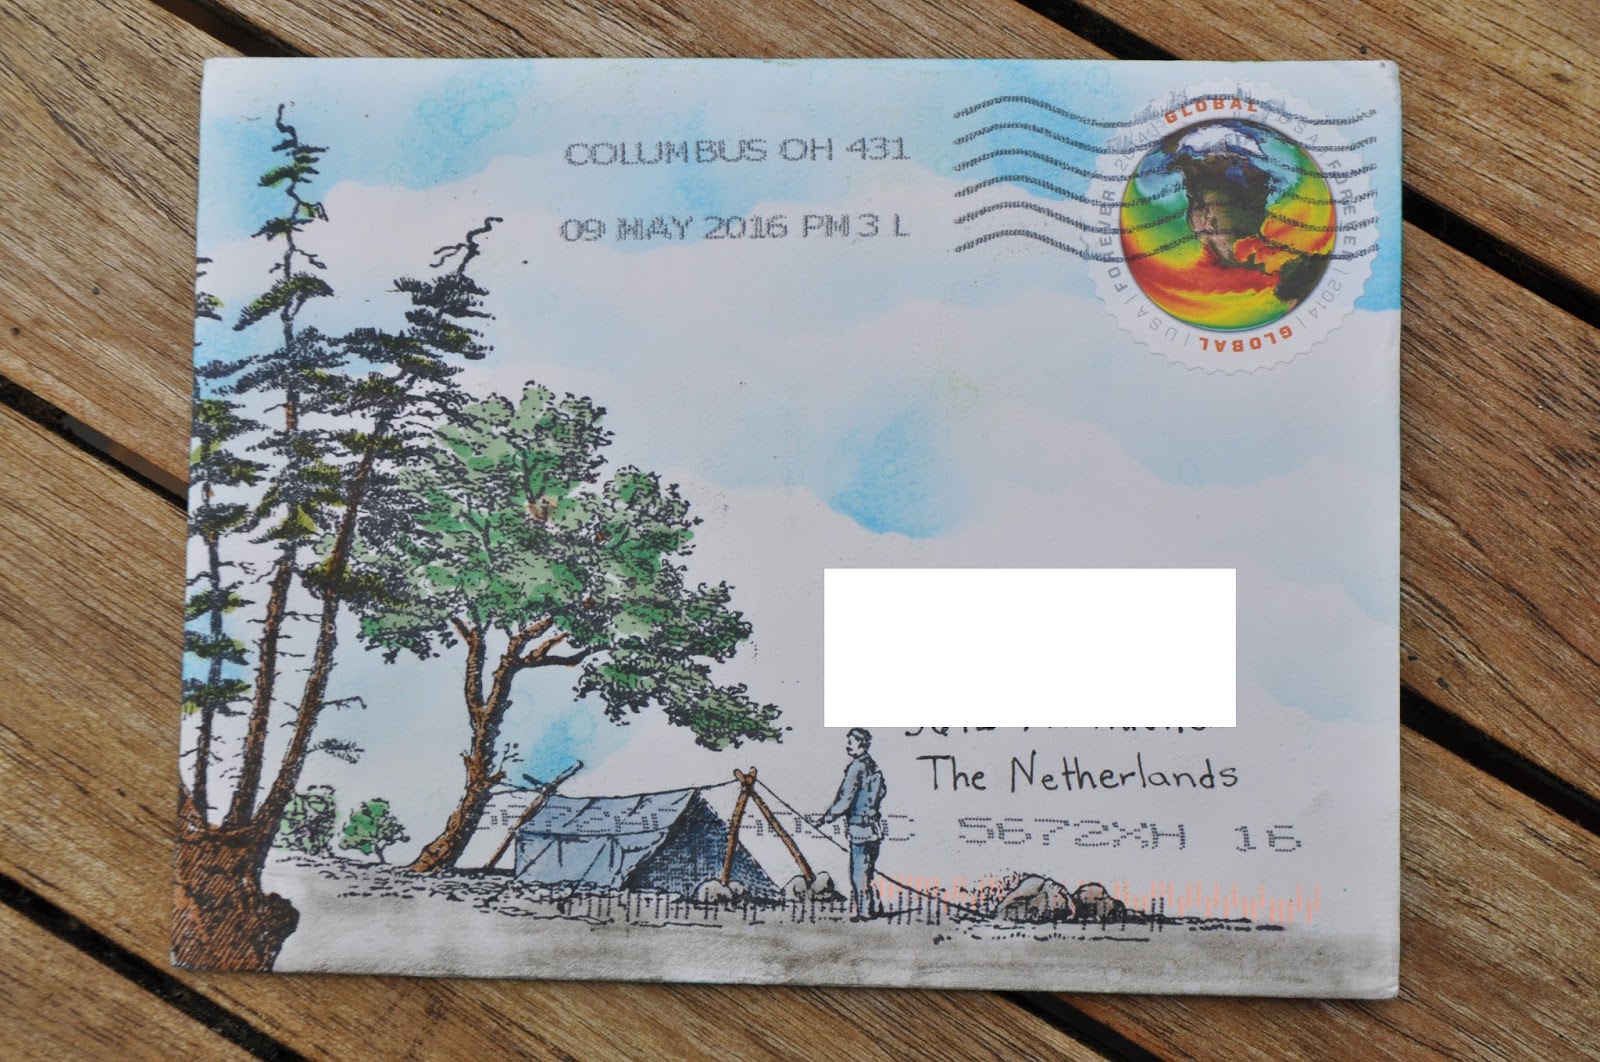 COLUMBUS OH 431
09 MAY 2016 PM 3 L
GLOBAL | USA | FOREVER | 2014 | GLOBAL | USA | FOREVER 2014 |
The Netherlands
5672XH 16